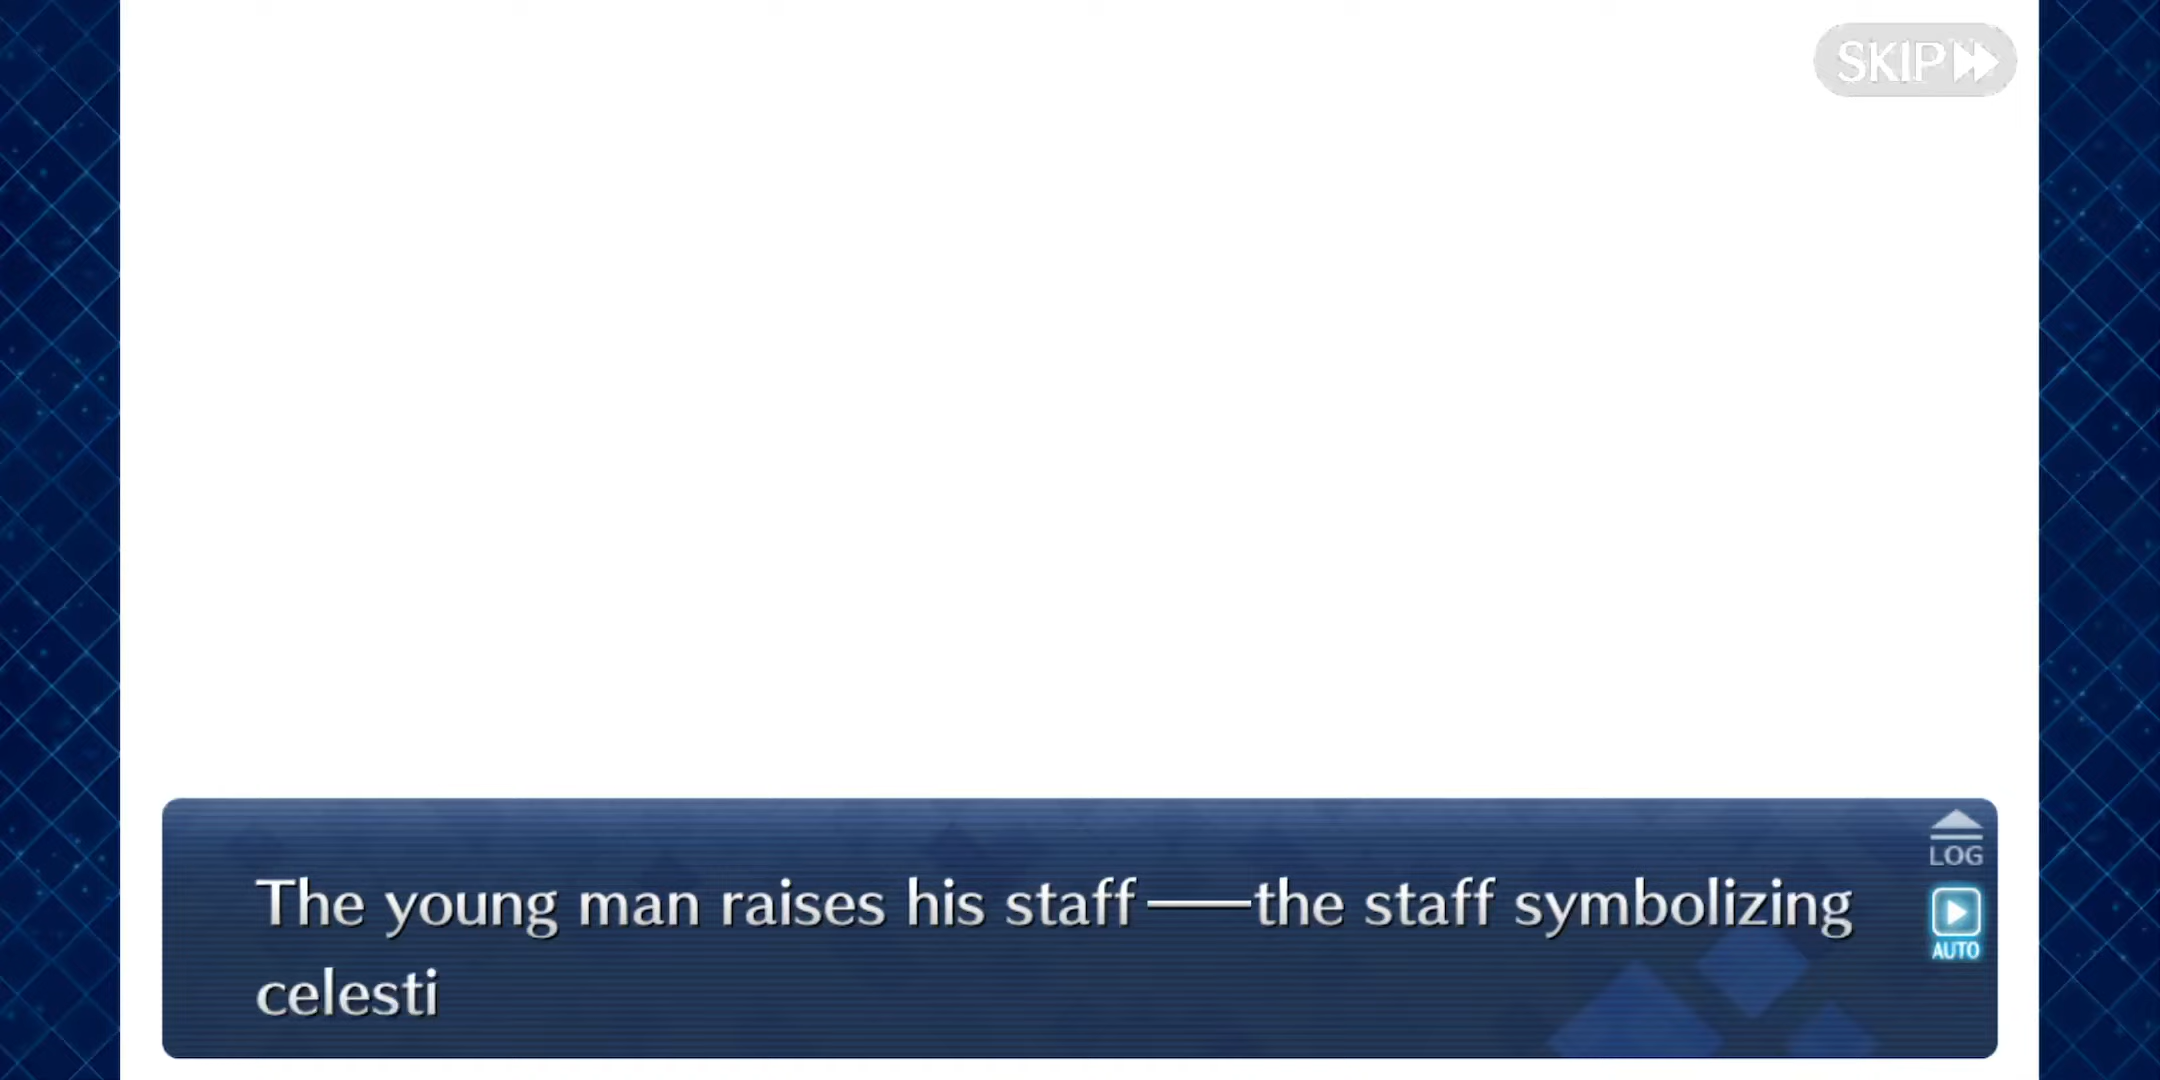 SKIP
LOG
The young man raises his staff——the staff symbolizing
AUTO
celesti